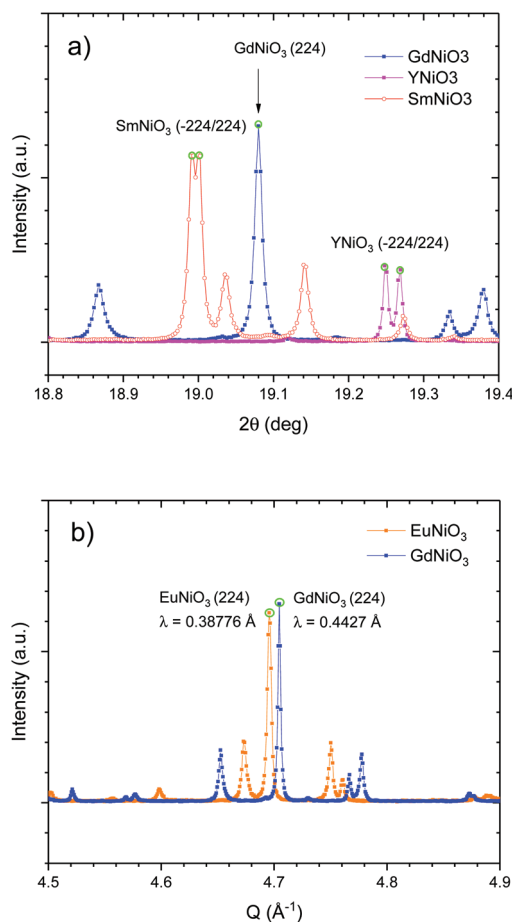 a)
GdNiO3 (224)
GdNiO3
YNiO3
SmNiO3
SmNiO3 (-224/224)
YNiO3 (-224/224)
Intensity (a.u.)
18.8 18.9 19.0 19.1 19.2 19.3 19.4
2θ (deg)
b)
EuNiO₃
GdNiO₃
EuNiO₃ (224) GdNiO₃ (224)
λ = 0.38776 Å λ = 0.4427 Å
Intensity (a.u.)
4.5 4.6 4.7 4.8 4.9
Q (Å⁻¹)